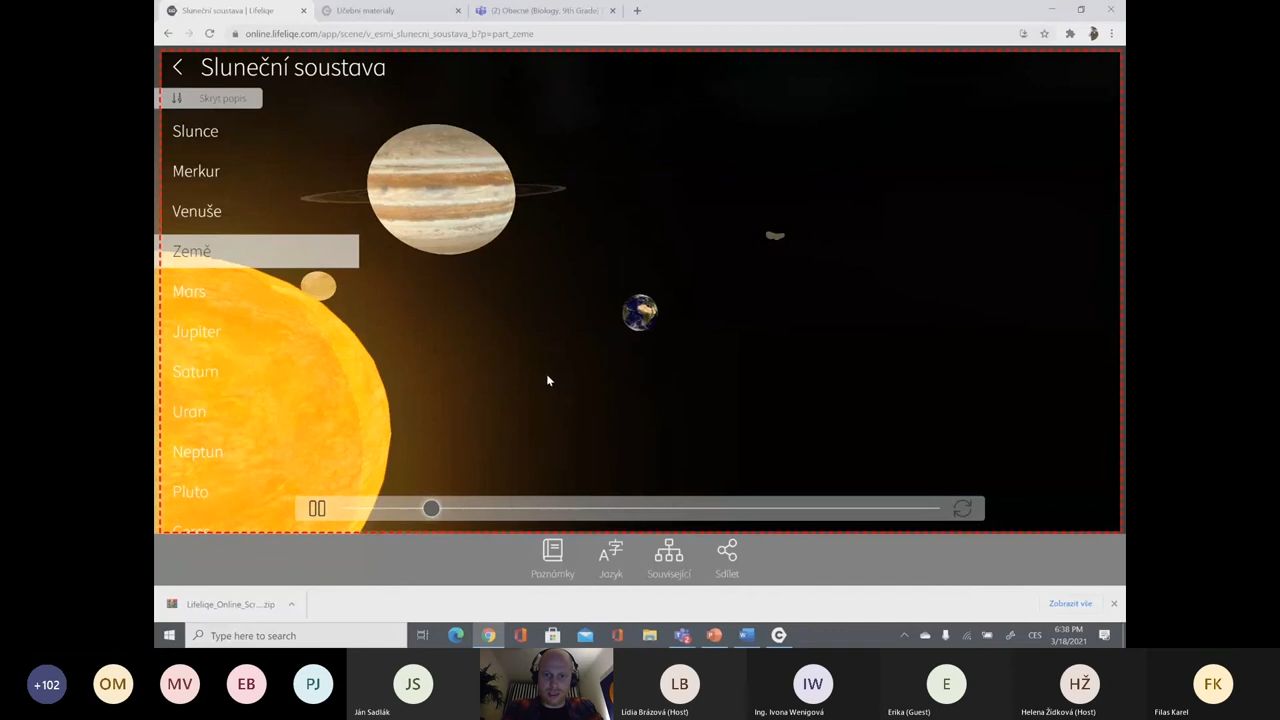 Sluneční soustava | Lifeliqe
Učební materiály
(2) Obecné (Biology, 9th Grade) |
online.lifeliqe.com/app/scene/v_esmi_slunecni_soustava_b?p=part_zeme
Sluneční soustava
Skrýt popis
Slunce
Merkur
Venuše
Země
Mars
Jupiter
Saturn
Uran
Neptun
Pluto
Poznámky
Jazyk
Související
Sdílet
Lifeliqe_Online_Scr....zip
Zobrazit vše
Type here to search
CES
6:38 PM
3/18/2021
+102
OM
MV
EB
PJ
JS
LB
IW
E
HŽ
FK
Ján Sadlák
Lídia Brázová (Host)
Ing. Ivona Wenigová
Erika (Guest)
Helena Žídková (Host)
Filas Karel